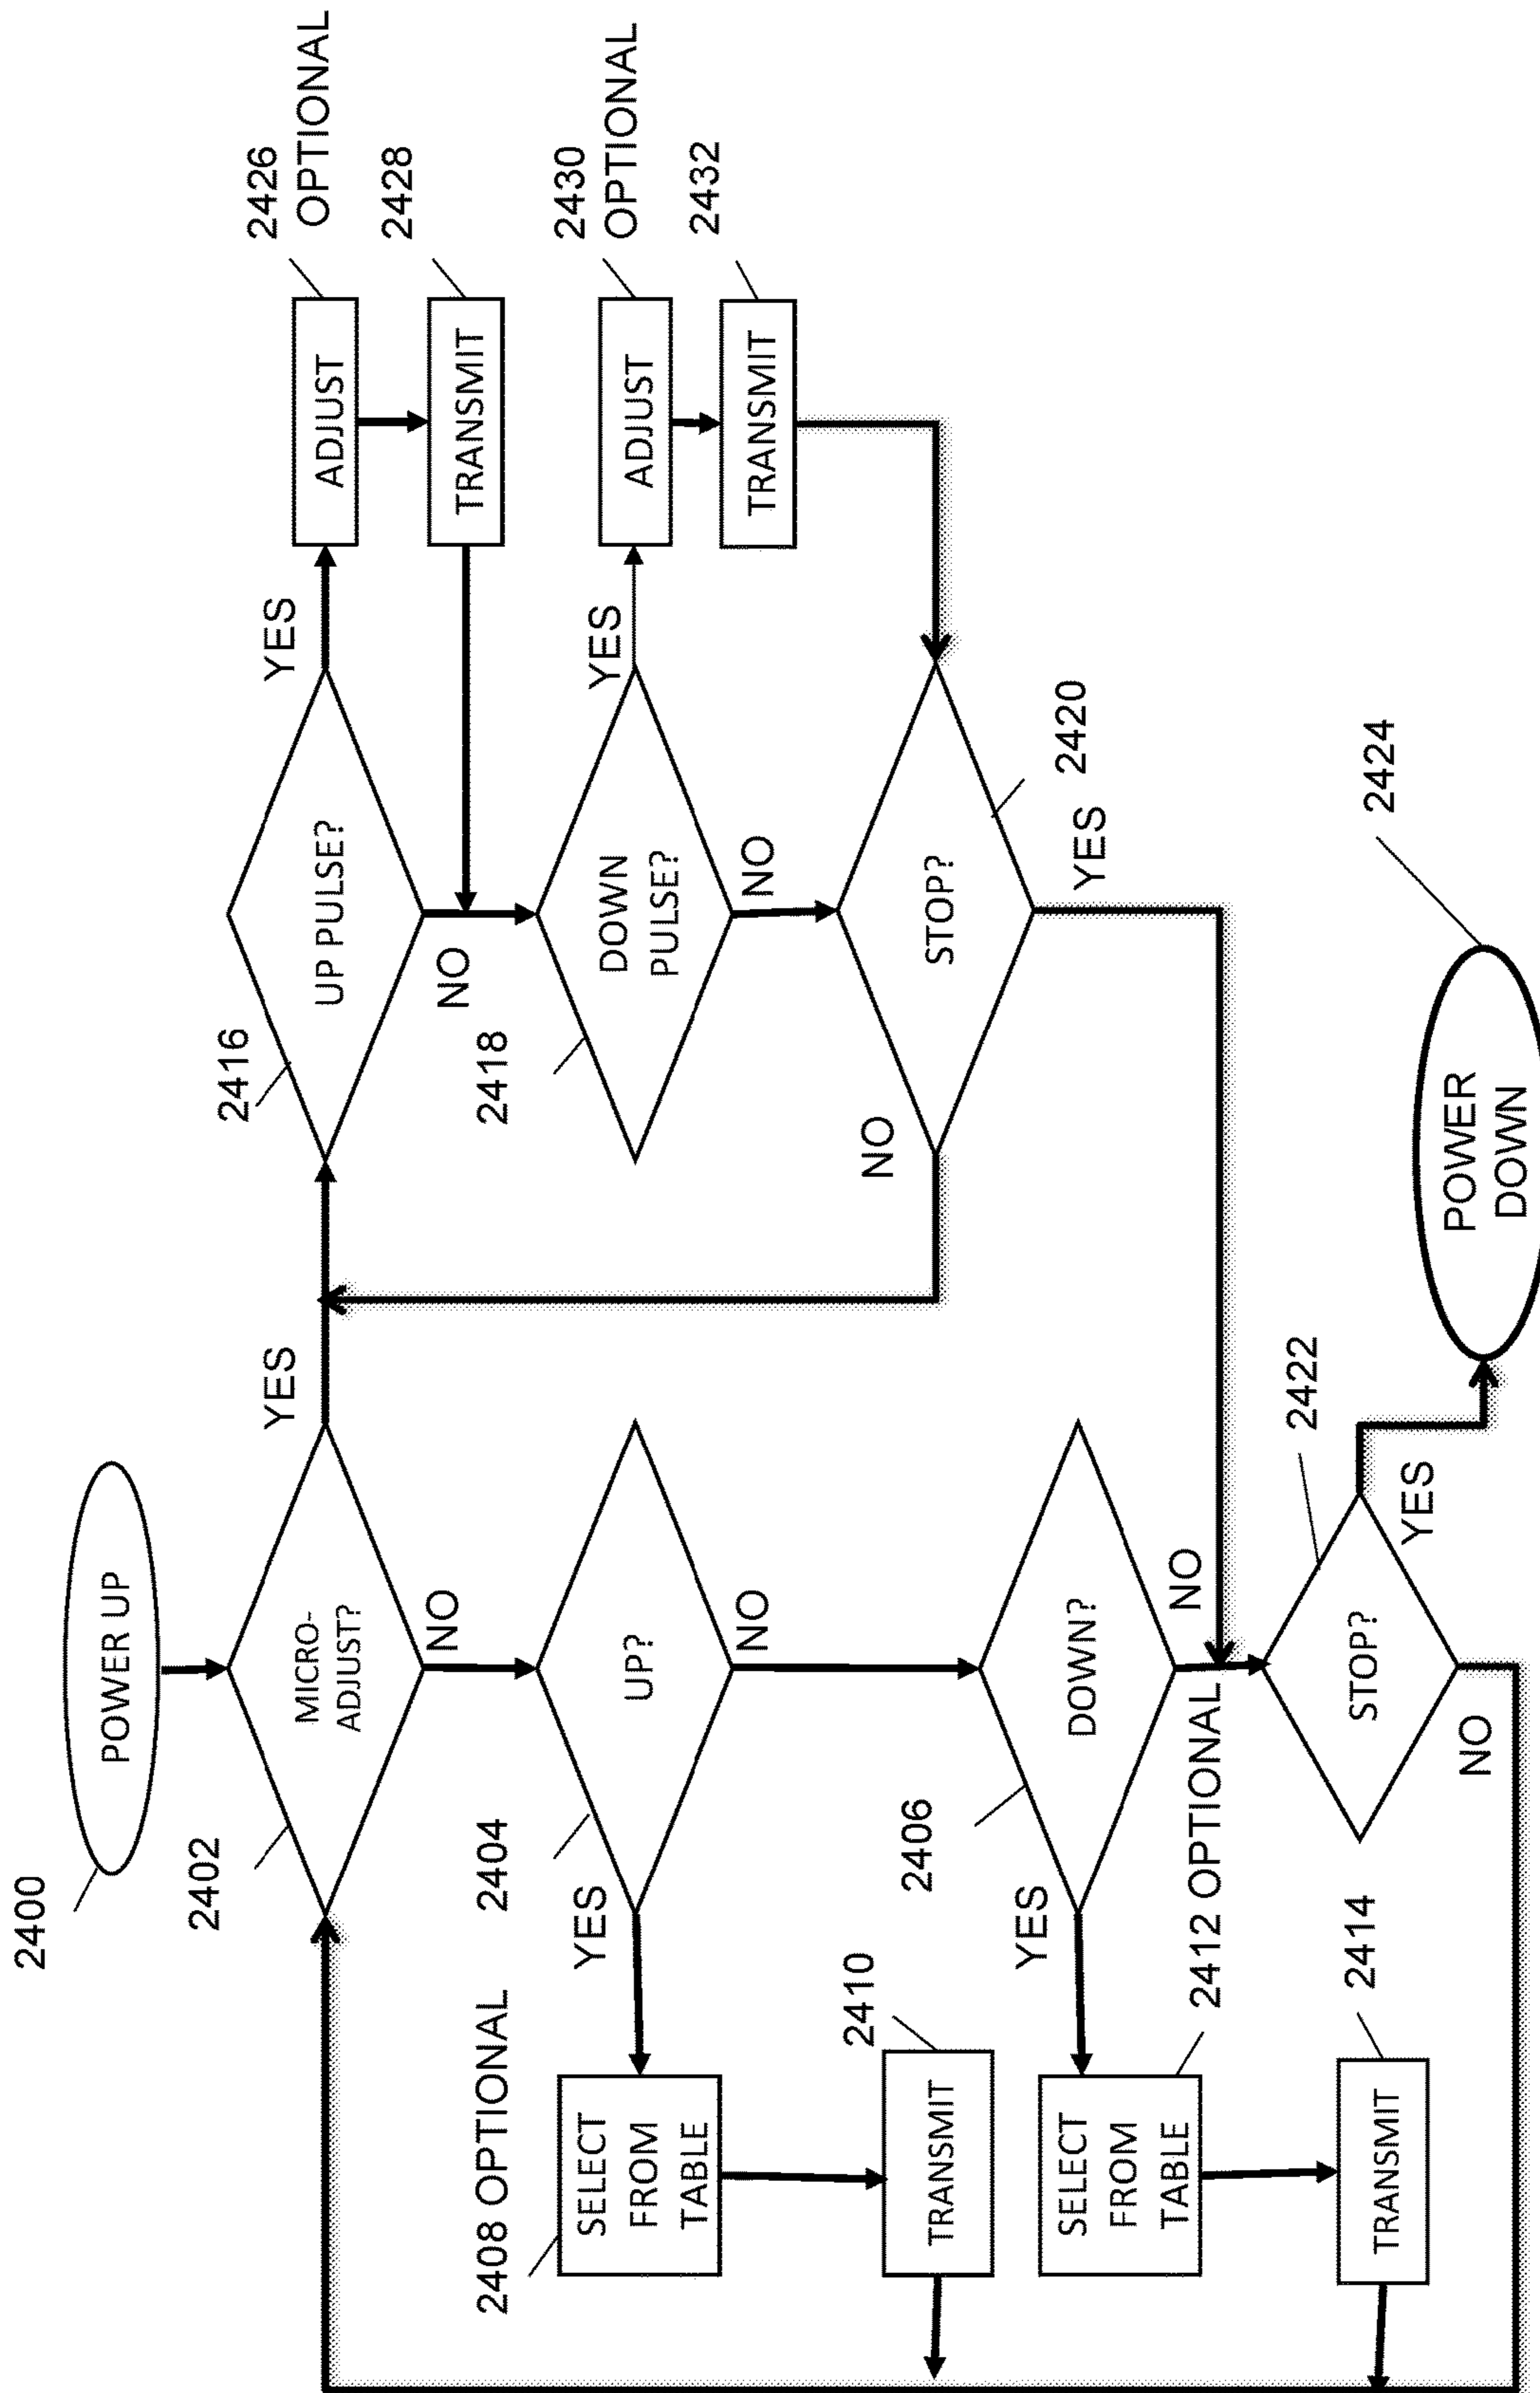 2400
POWER UP
2402
MICRO-
ADJUST?
YES
NO
2404
UP?
YES
NO
2408 OPTIONAL
SELECT
FROM
TABLE
2410
TRANSMIT
2406
DOWN?
YES
NO
2412 OPTIONAL
SELECT
FROM
TABLE
2414
TRANSMIT
2422
STOP?
NO
YES
2424
POWER
DOWN
2416
UP PULSE?
YES
NO
2426
OPTIONAL
ADJUST
2428
TRANSMIT
2418
DOWN
PULSE?
YES
NO
2430
OPTIONAL
ADJUST
2432
TRANSMIT
2420
STOP?
NO
YES